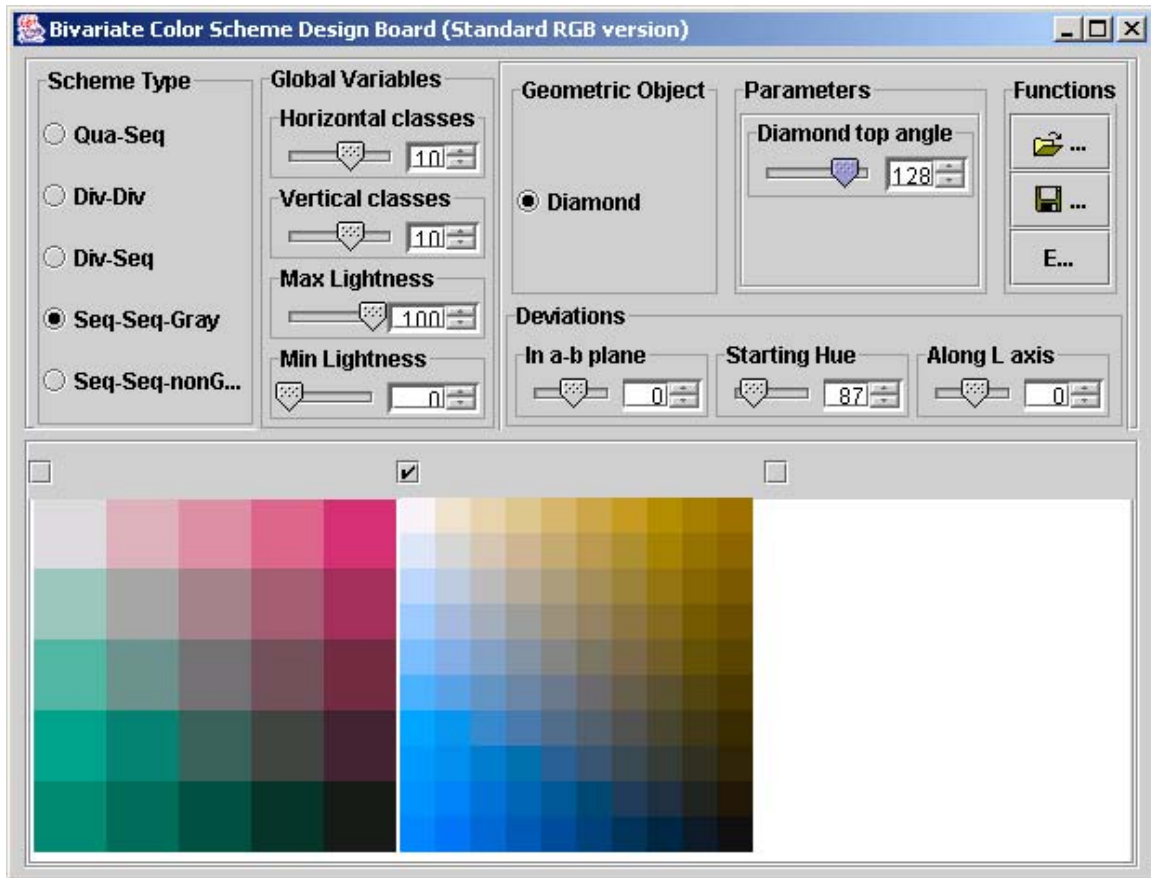 Bivariate Color Scheme Design Board (Standard RGB version)
Scheme Type
Qua-Seq
Div-Div
Div-Seq
Seq-Seq-Gray
Seq-Seq-nonG...
Global Variables
Horizontal classes
10
Vertical classes
10
Max Lightness
100
Min Lightness
0
Geometric Object
Diamond
Parameters
Diamond top angle
128
Functions
...
...
E...
Deviations
In a-b plane
0
Starting Hue
87
Along L axis
0